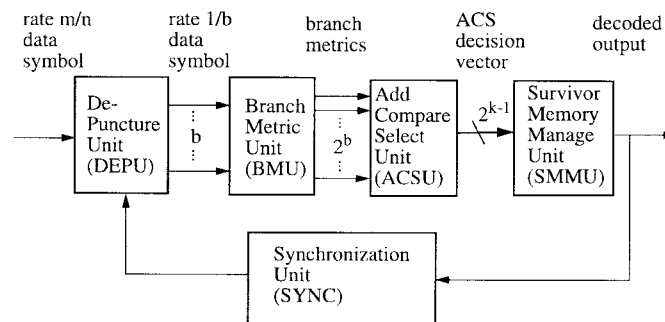 rate m/n
data
symbol
rate 1/b
data
symbol
branch
metrics
ACS
decision
vector
decoded
output
De-
Puncture
Unit
(DEPU)
b
Branch
Metric
Unit
(BMU)
2^b
Add
Compare
Select
Unit
(ACSU)
2^k-1
Survivor
Memory
Manage
Unit
(SMMU)
Synchronization
Unit
(SYNC)